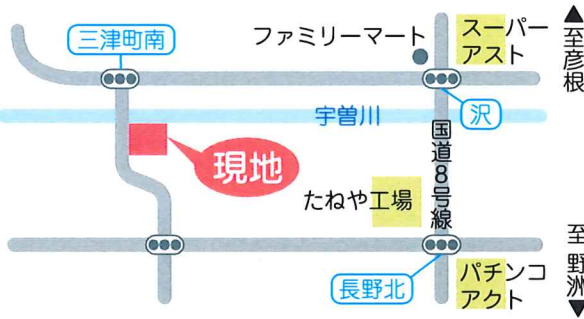 三津町南
ファミリーマート
スーパー
アスト
▲至彦根
宇曽川
沢
国道8号線
現地
たねや工場
長野北
パチンコ
アクト
至野洲▼